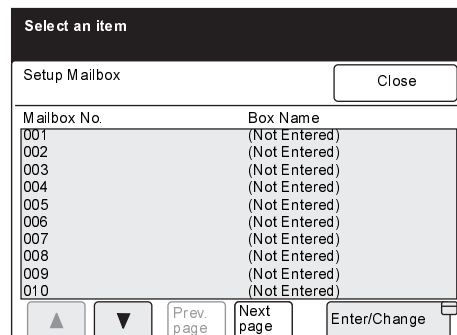 Select an item
Setup Mailbox
Close
Mailbox No. Box Name
001 (Not Entered)
002 (Not Entered)
003 (Not Entered)
004 (Not Entered)
005 (Not Entered)
006 (Not Entered)
007 (Not Entered)
008 (Not Entered)
009 (Not Entered)
010 (Not Entered)
Prev.
page
Next
page
Enter/Change